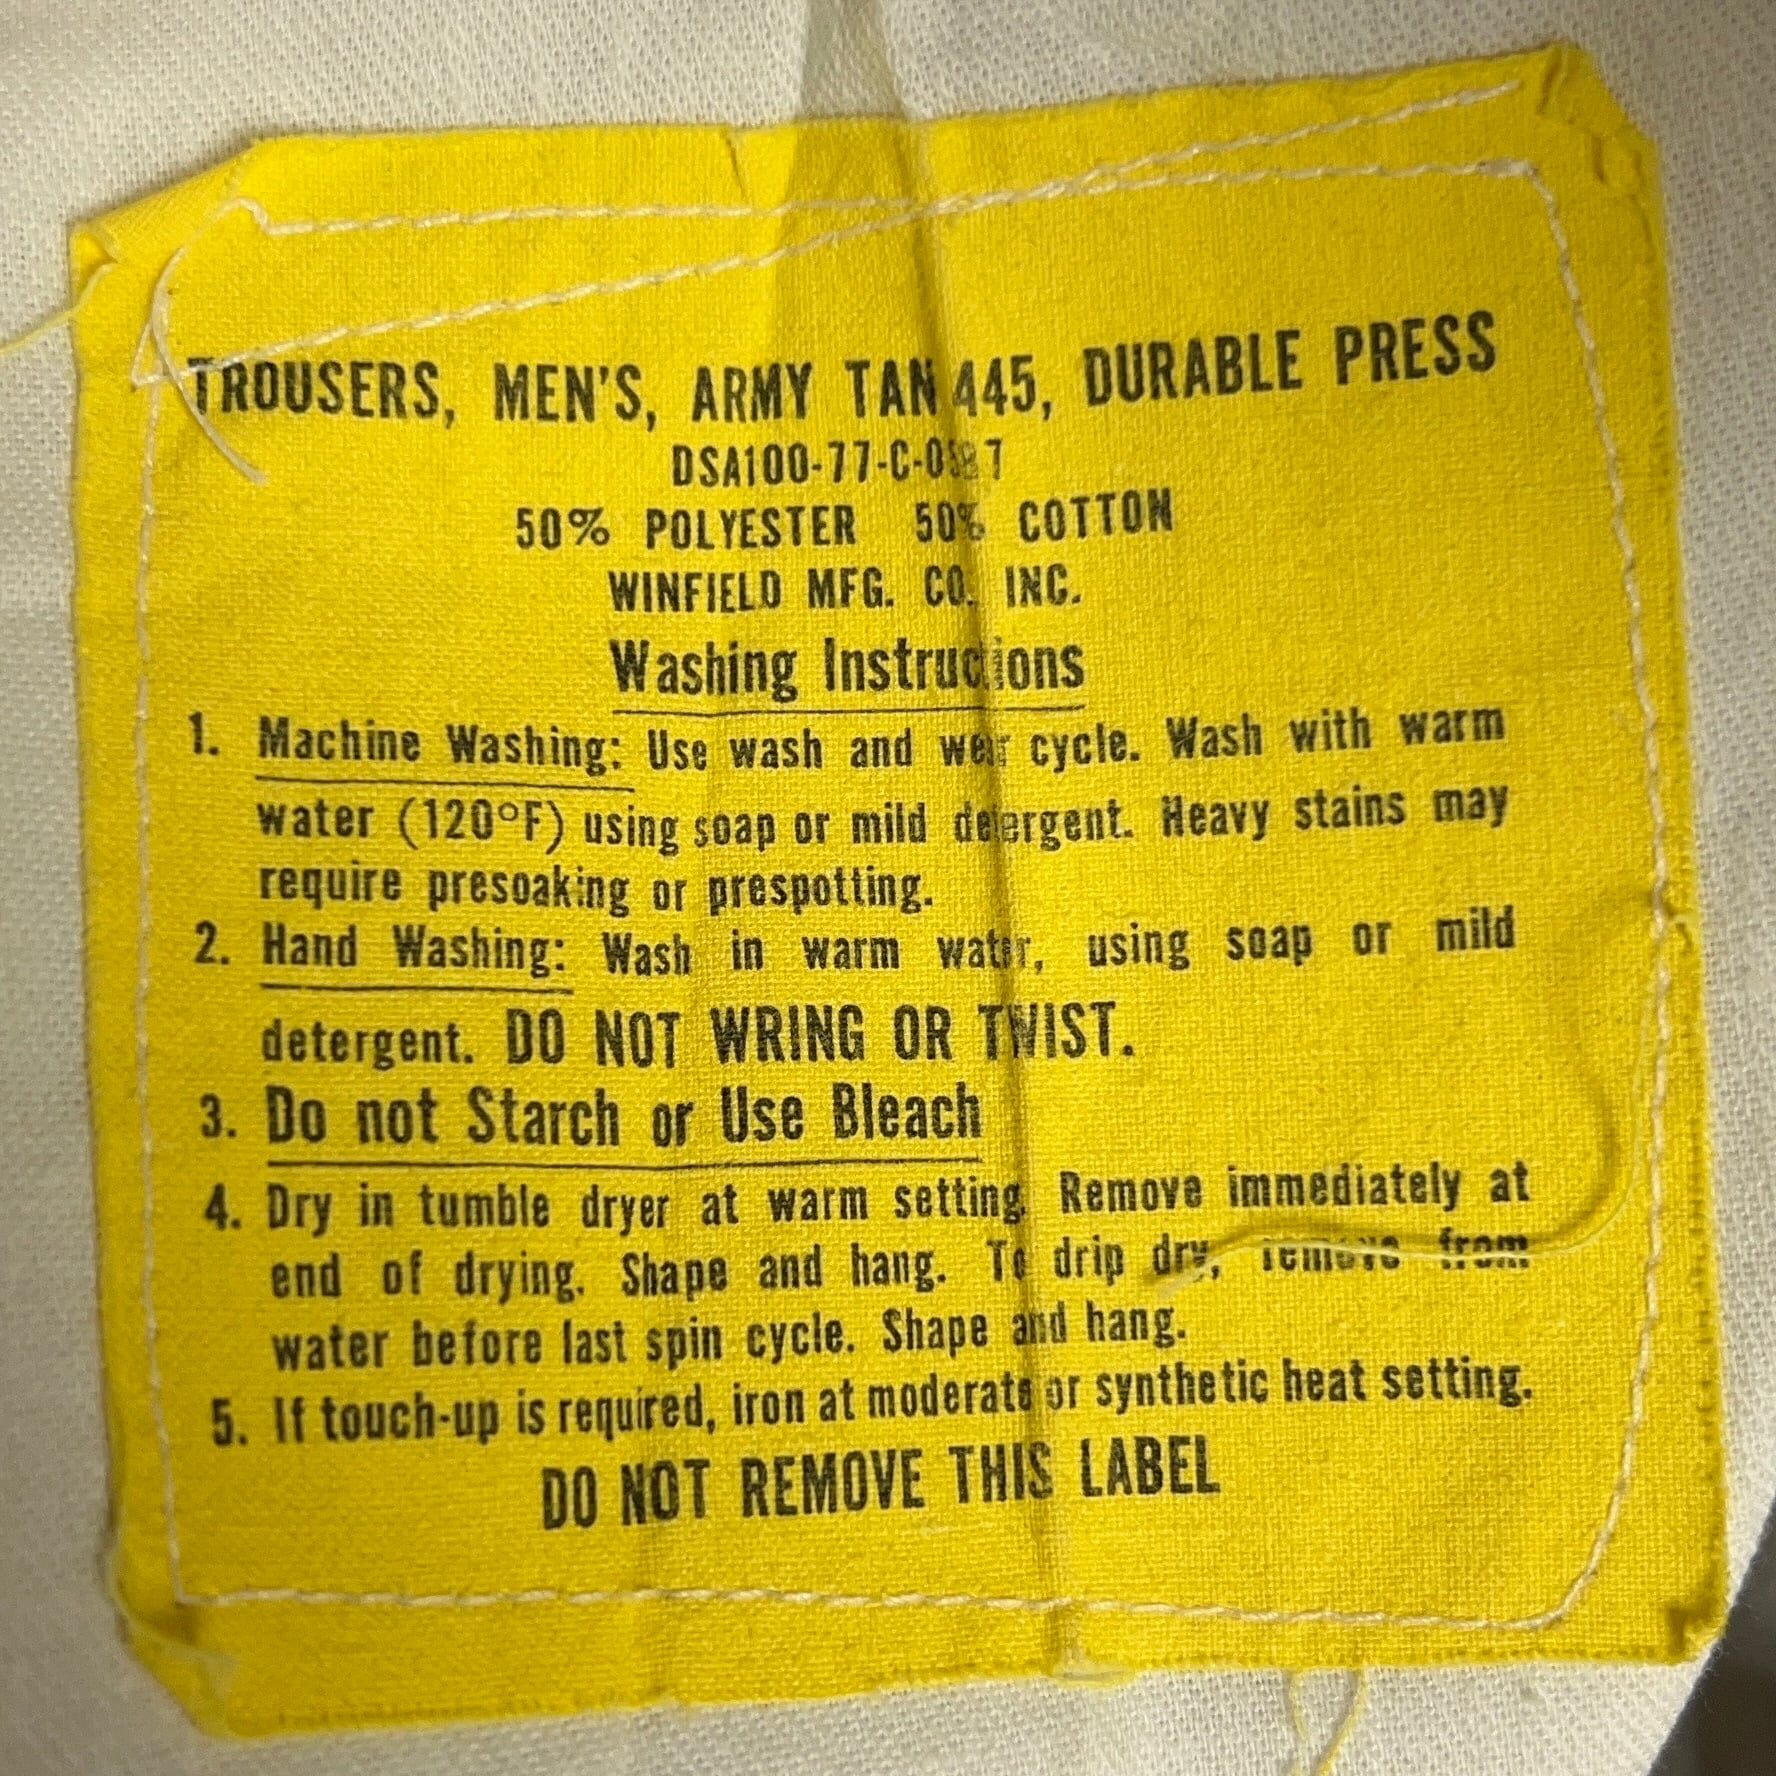 TROUSERS, MEN'S, ARMY TAN 445, DURABLE PRESS
50% POLYESTER 50% COTTON
WINFIELD MFG. CO. INC.
Washing Instructions
1. Machine Washing: Use wash and wear cycle. Wash with warm
water (120°F) using soap or mild detergent. Heavy stains may
require presoaking or prespotting.
2. Hand Washing: Wash in warm water, using soap or mild
detergent. DO NOT WRING OR TWIST.
3. Do not Starch or Use Bleach
4. Dry in tumble dryer at warm setting. Remove immediately at
end of drying. Shape and hang. To drip dry, remove from
water before last spin cycle. Shape and hang.
5. If touch-up is required, iron at moderate or synthetic heat setting.
DO NOT REMOVE THIS LABEL